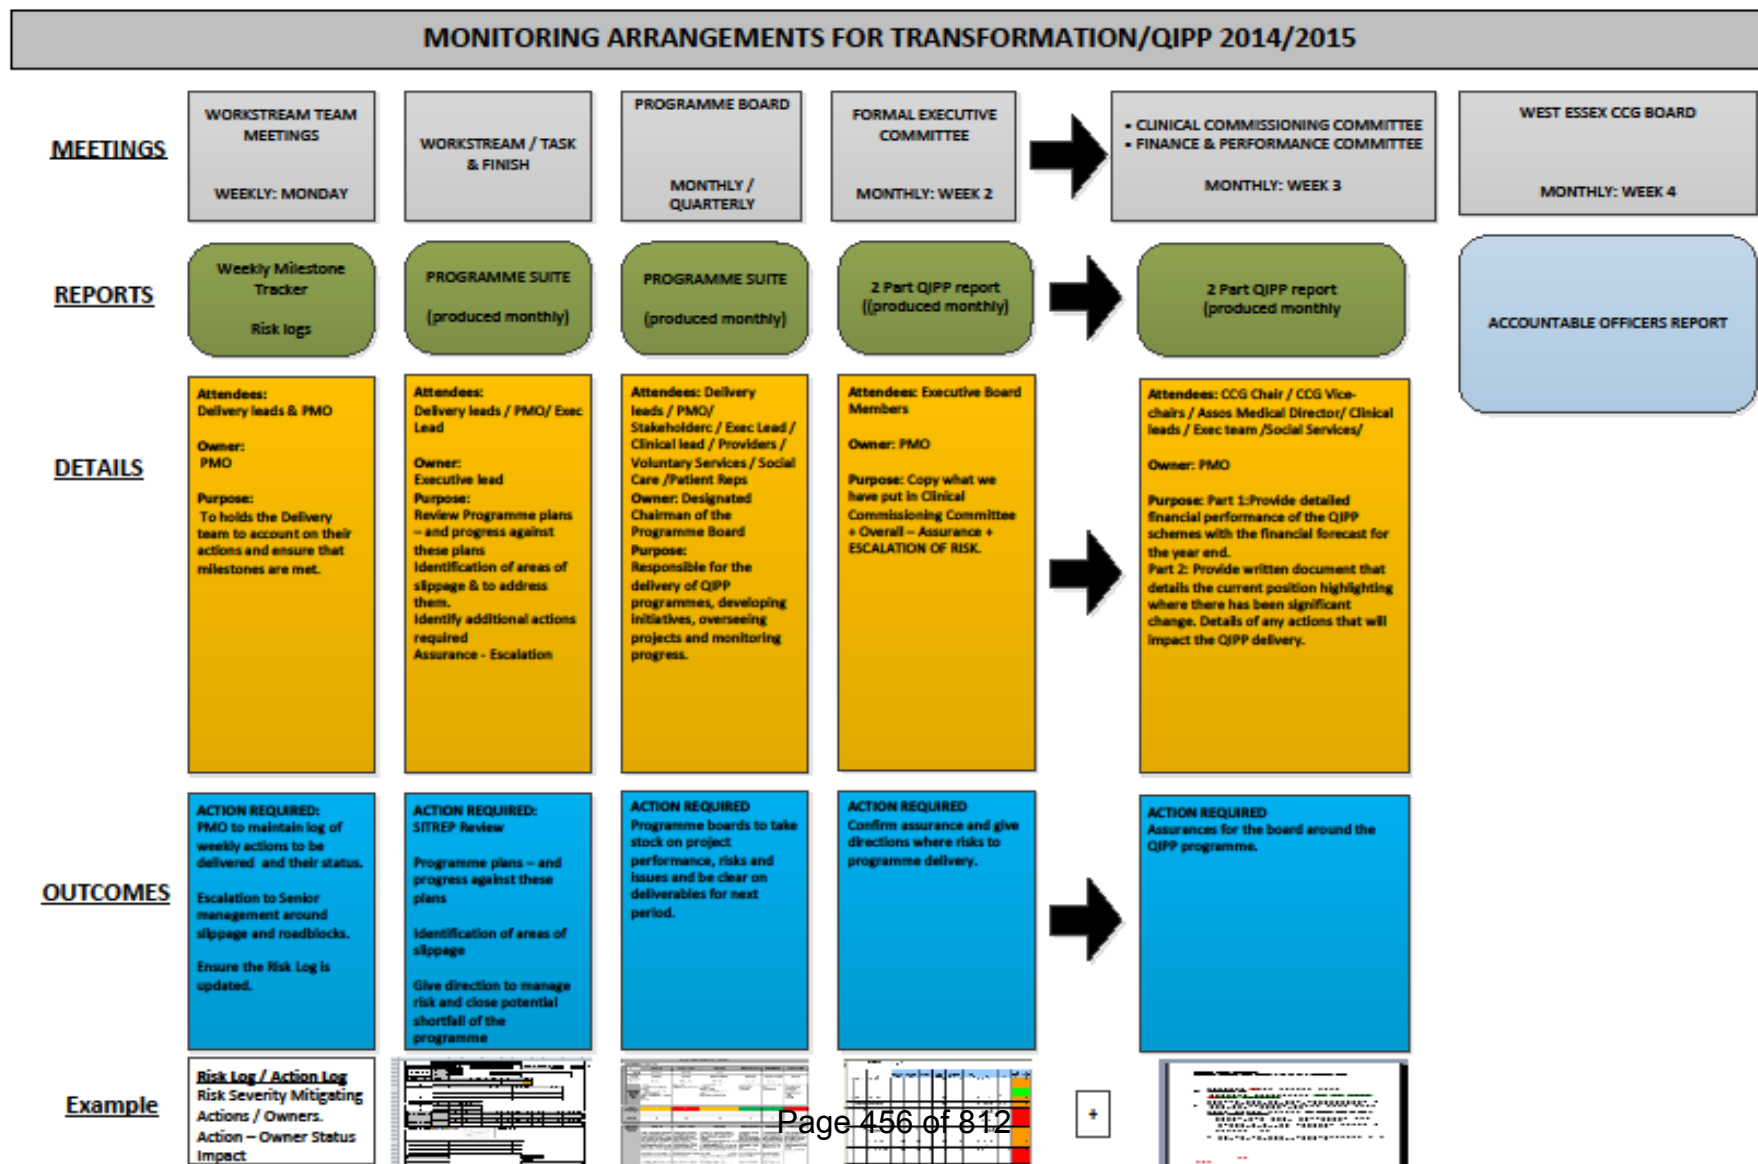 MONITORING ARRANGEMENTS FOR TRANSFORMATION/QIPP 2014/2015
MEETINGS
WORKSTREAM TEAM
MEETINGS
WEEKLY: MONDAY
WORKSTREAM / TASK
& FINISH
PROGRAMME BOARD
MONTHLY /
QUARTERLY
FORMAL EXECUTIVE
COMMITTEE
MONTHLY: WEEK 2
• CLINICAL COMMISSIONING COMMITTEE
• FINANCE & PERFORMANCE COMMITTEE
MONTHLY: WEEK 3
WEST ESSEX CCG BOARD
MONTHLY: WEEK 4
REPORTS
Weekly Milestone
Tracker
Risk logs
PROGRAMME SUITE
(produced monthly)
PROGRAMME SUITE
(produced monthly)
2 Part QIPP report
((produced monthly)
2 Part QIPP report
(produced monthly
ACCOUNTABLE OFFICERS REPORT
DETAILS
Attendees:
Delivery leads & PMO
Owner:
PMO
Purpose:
To holds the Delivery
team to account on their
actions and ensure that
milestones are met.
Attendees:
Delivery leads / PMO/ Exec
Lead
Owner:
Executive lead
Purpose:
Review Programme plans
– and progress against
these plans
Identification of areas of
slippage & to address
them.
Identify additional actions
required
Assurance - Escalation
Attendees: Delivery
leads / PMO/
Stakeholderc / Exec Lead /
Clinical lead / Providers /
Voluntary Services / Social
Care /Patient Reps
Owner: Designated
Chairman of the
Programme Board
Purpose:
Responsible for the
delivery of QIPP
programmes, developing
initiatives, overseeing
projects and monitoring
progress.
Attendees: Executive Board
Members
Owner: PMO
Purpose: Copy what we
have put in Clinical
Commissioning Committee
+ Overall – Assurance +
ESCALATION OF RISK.
Attendees: CCG Chair / CCG Vice-
chairs / Assos Medical Director/ Clinical
leads / Exec team /Social Services/
Owner: PMO
Purpose: Part 1:Provide detailed
financial performance of the QIPP
schemes with the financial forecast for
the year end.
Part 2: Provide written document that
details the current position highlighting
where there has been significant
change. Details of any actions that will
impact the QIPP delivery.
OUTCOMES
ACTION REQUIRED:
PMO to maintain log of
weekly actions to be
delivered and their status.
Escalation to Senior
management around
slippage and roadblocks.
Ensure the Risk Log is
updated.
ACTION REQUIRED:
SITREP Review
Programme plans – and
progress against these
plans
Identification of areas of
slippage
Give direction to manage
risk and close potential
shortfall of the
programme
ACTION REQUIRED
Programme boards to take
stock on project
performance, risks and
issues and be clear on
deliverables for next
period.
ACTION REQUIRED
Confirm assurance and give
directions where risks to
programme delivery.
ACTION REQUIRED
Assurances for the board around the
QIPP programme.
Example
Risk Log / Action Log
Risk Severity Mitigating
Actions / Owners.
Action – Owner Status
Impact
+
Page 456 of 812